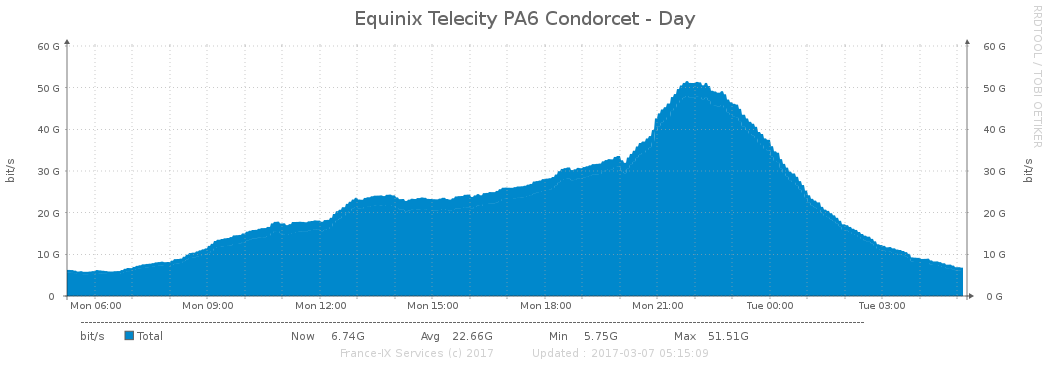 Equinix Telecity PA6 Condorcet - Day
RRDTOOL / TOBI OETIKER
60 G 60 G
50 G 50 G
40 G 40 G
30 G 30 G
20 G 20 G
10 G 10 G
0 0 G
bit/s bit/s
Mon 06:00 Mon 09:00 Mon 12:00 Mon 15:00 Mon 18:00 Mon 21:00 Tue 00:00 Tue 03:00
bit/s Total Now 6.74G Avg 22.66G Min 5.75G Max 51.51G
France-IX Services (c) 2017 Updated : 2017-03-07 05:15:09